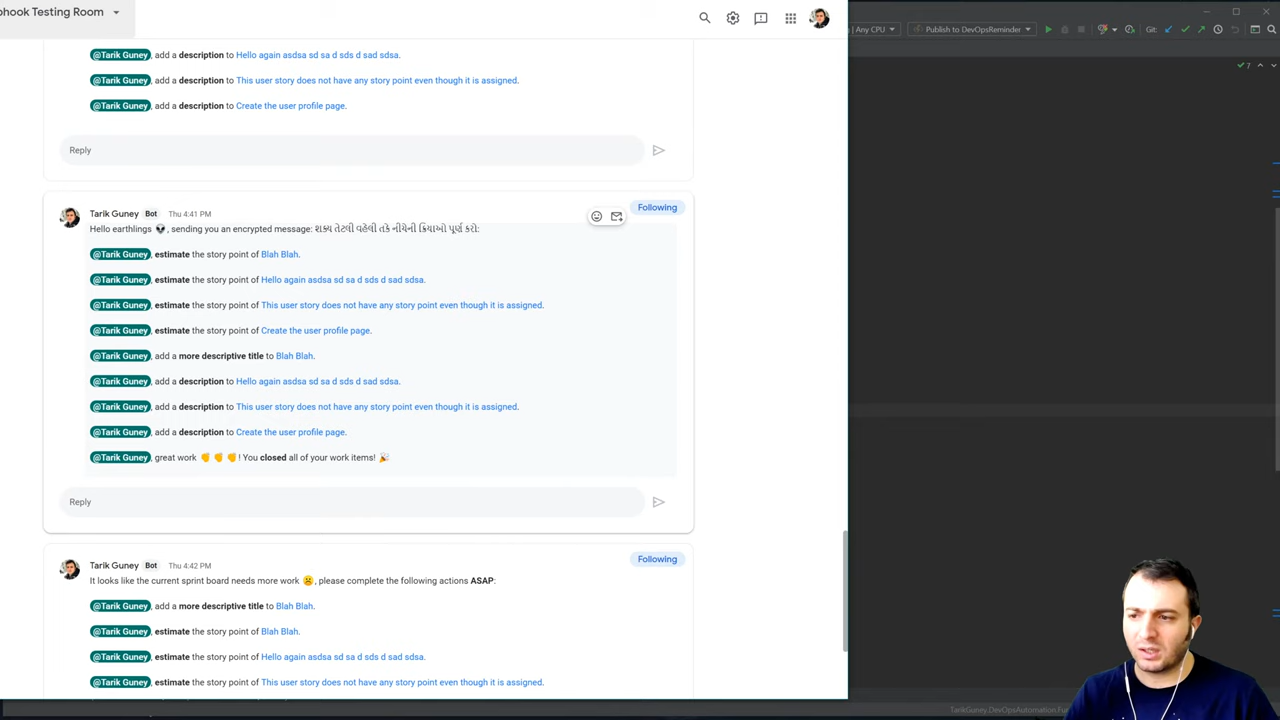 phook Testing Room
Any CPU
Publish to DevOpsReminder
Git:
7
@Tarik Guney, add a description to Hello again asdsa sd sa d sds d sad sdsa.
@Tarik Guney, add a description to This user story does not have any story point even though it is assigned.
@Tarik Guney, add a description to Create the user profile page.
Reply
Following
Tarik Guney Bot Thu 4:41 PM
Hello earthlings 👽, sending you an encrypted message: શક્ય તેટલી વહેલી તકે નીચેની ક્રિયાઓ પૂર્ણ કરો:
@Tarik Guney, estimate the story point of Blah Blah.
@Tarik Guney, estimate the story point of Hello again asdsa sd sa d sds d sad sdsa.
@Tarik Guney, estimate the story point of This user story does not have any story point even though it is assigned.
@Tarik Guney, estimate the story point of Create the user profile page.
@Tarik Guney, add a more descriptive title to Blah Blah.
@Tarik Guney, add a description to Hello again asdsa sd sa d sds d sad sdsa.
@Tarik Guney, add a description to This user story does not have any story point even though it is assigned.
@Tarik Guney, add a description to Create the user profile page.
@Tarik Guney, great work 👏 👏 👏! You closed all of your work items! 🎉
Reply
Following
Tarik Guney Bot Thu 4:42 PM
It looks like the current sprint board needs more work ☹️, please complete the following actions ASAP:
@Tarik Guney, add a more descriptive title to Blah Blah.
@Tarik Guney, estimate the story point of Blah Blah.
@Tarik Guney, estimate the story point of Hello again asdsa sd sa d sds d sad sdsa.
@Tarik Guney, estimate the story point of This user story does not have any story point even though it is assigned.
TarikGuney.DevOpsAutomation.Fu